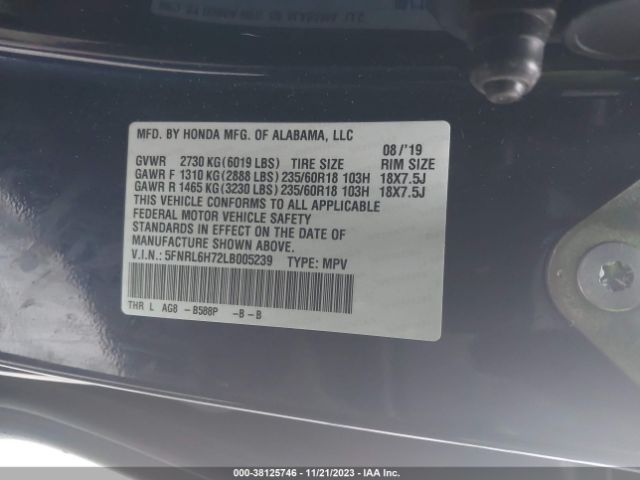 MFD. BY HONDA MFG. OF ALABAMA, LLC 08/'19
GVWR 2730 KG(6019 LBS) TIRE SIZE RIM SIZE
GAWR F 1310 KG(2888 LBS) 235/60R18 103H 18X7.5J
GAWR R 1465 KG(3230 LBS) 235/60R18 103H 18X7.5J
THIS VEHICLE CONFORMS TO ALL APPLICABLE
FEDERAL MOTOR VEHICLE SAFETY
STANDARDS IN EFFECT ON THE DATE OF
MANUFACTURE SHOWN ABOVE.
V.I.N.: 5FNRL6H72LB005239 TYPE: MPV
THR L AG8 -B588P -B-B
000-38125746 - 11/21/2023 - IAA Inc.